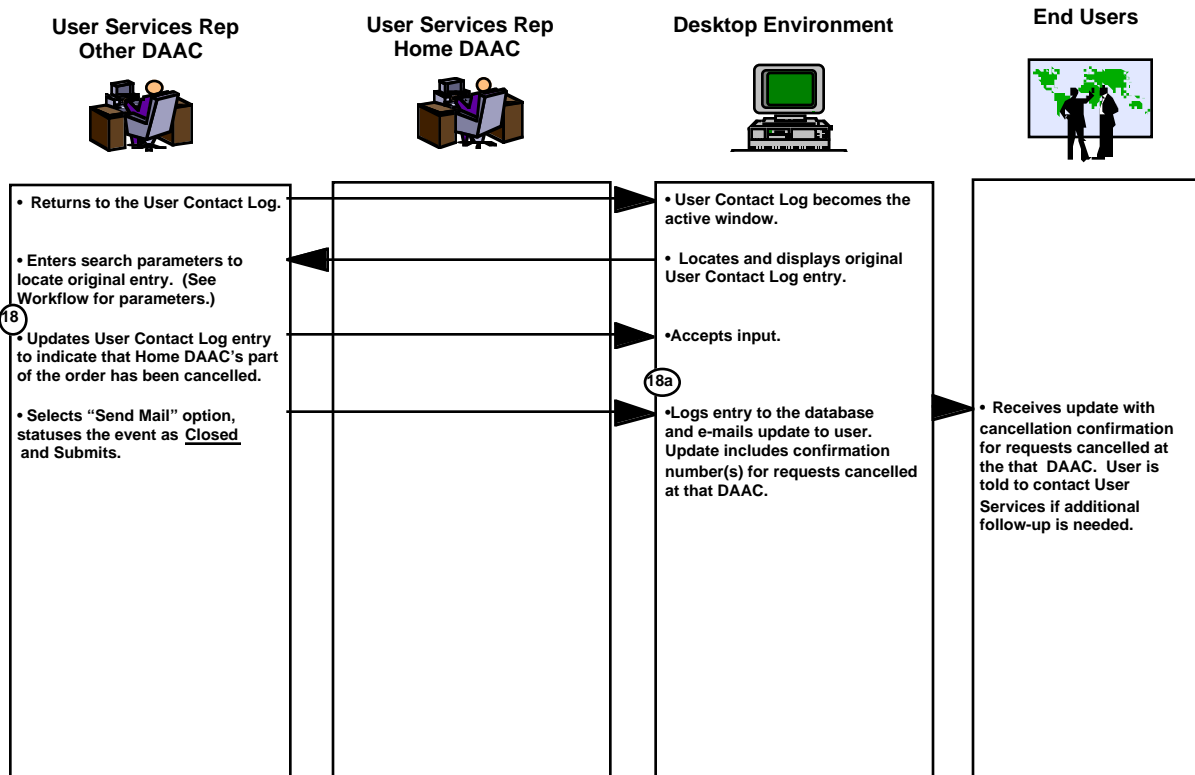 User Services Rep
Other DAAC
User Services Rep
Home DAAC
Desktop Environment
End Users
• Returns to the User Contact Log.
• Enters search parameters to
locate original entry. (See
Workflow for parameters.)
18
• Updates User Contact Log entry
to indicate that Home DAAC's part
of the order has been cancelled.
• Selects “Send Mail” option,
statuses the event as Closed
and Submits.
• User Contact Log becomes the
active window.
• Locates and displays original
User Contact Log entry.
•Accepts input.
18a
•Logs entry to the database
and e-mails update to user.
Update includes confirmation
number(s) for requests cancelled
at that DAAC.
• Receives update with
cancellation confirmation
for requests cancelled at
the that DAAC. User is
told to contact User
Services if additional
follow-up is needed.